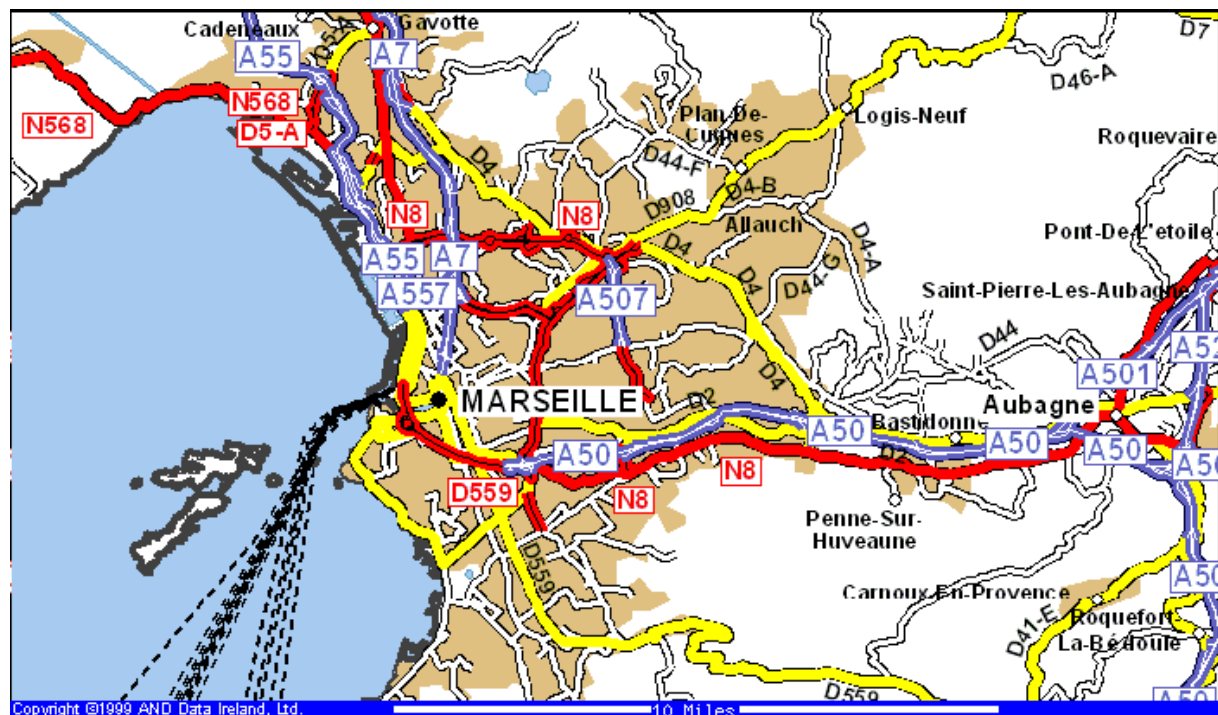 Cadeneaux
Gavotte
D5-A
A55
A7
D7
D46-A
N568
N568
D5-A
Plan-De-
Cuques
Logis-Neuf
Roquevaire
D4
D44-F
D4-B
D908
N8
N8
Allauch
D4-A
Pont-De-L'etoile
A55
A7
D4
D4
D44-G
A557
A507
Saint-Pierre-Les-Aubagne
D44
A52
D4
A501
MARSEILLE
D2
Aubagne
Bastidonne
A50
A50
A50
A50
D2
N8
N8
D559
Penne-Sur-
Huveaune
D559
Carnoux-En-Provence
A50
D41-E
Roquefort-
La-Bédoule
D559
A50
Copyright ©1999 AND Data Ireland, Ltd.
10 Miles